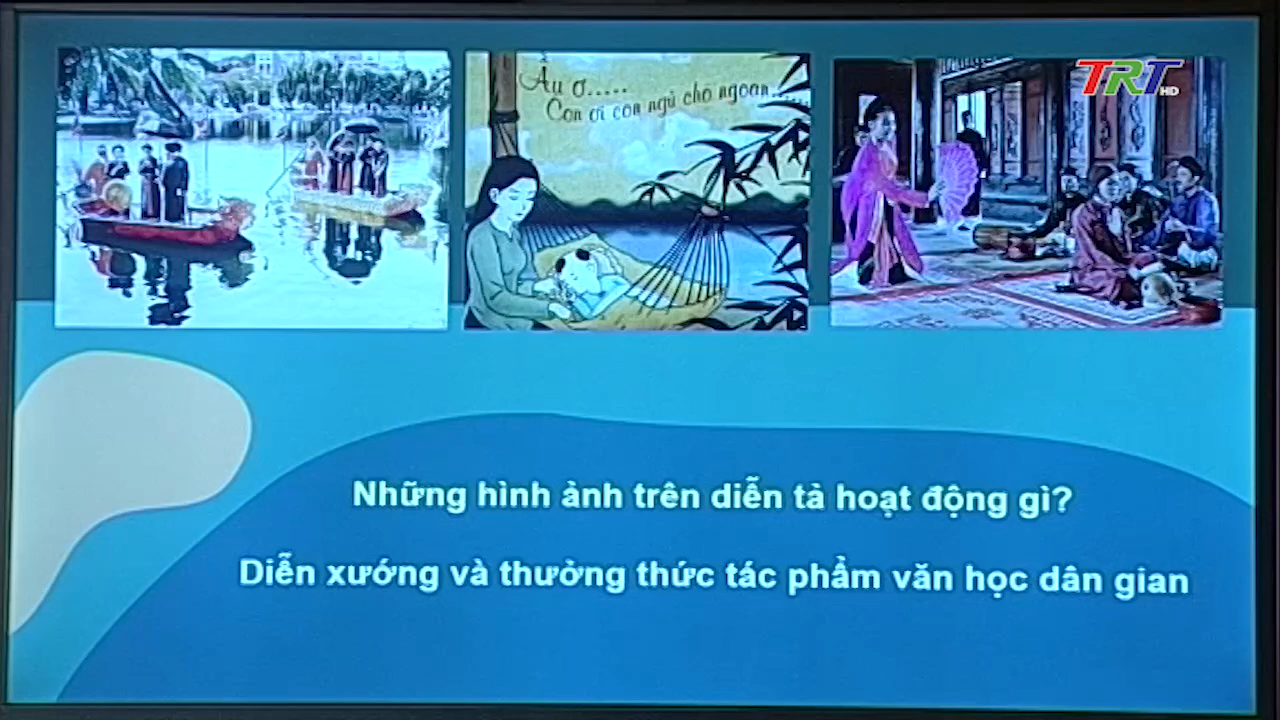 Ầu ơ.....
Con ơi con ngủ cho ngoan......
TRT HD
Những hình ảnh trên diễn tả hoạt động gì?
Diễn xướng và thưởng thức tác phẩm văn học dân gian